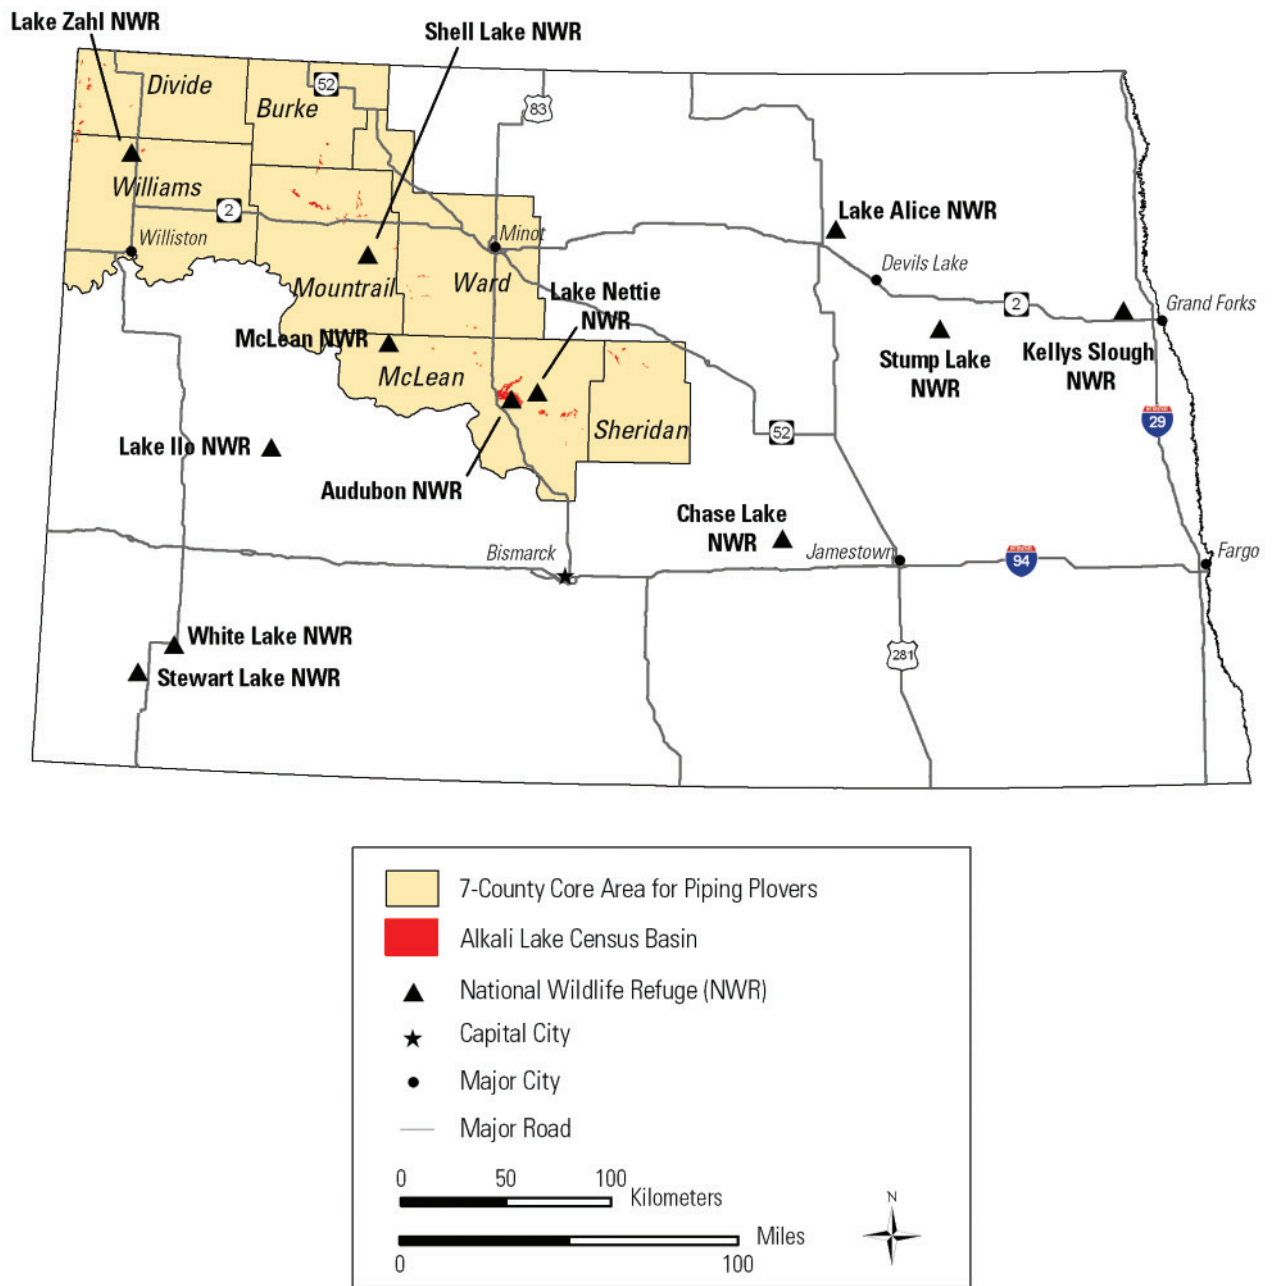 Lake Zahl NWR
Shell Lake NWR
Divide
52
Burke
83
Williams
2
Lake Alice NWR
Williston
Minot
Devils Lake
Mountrail
Ward
Lake Nettie
NWR
2
Grand Forks
McLean NWR
Stump Lake
NWR
Kellys Slough
NWR
McLean
29
Sheridan
52
Lake Ilo NWR
Audubon NWR
Chase Lake
NWR
Bismarck
Jamestown
94
Fargo
White Lake NWR
281
Stewart Lake NWR
7-County Core Area for Piping Plovers
Alkali Lake Census Basin
National Wildlife Refuge (NWR)
Capital City
Major City
Major Road
0 50 100
Kilometers
N
Miles
0 100